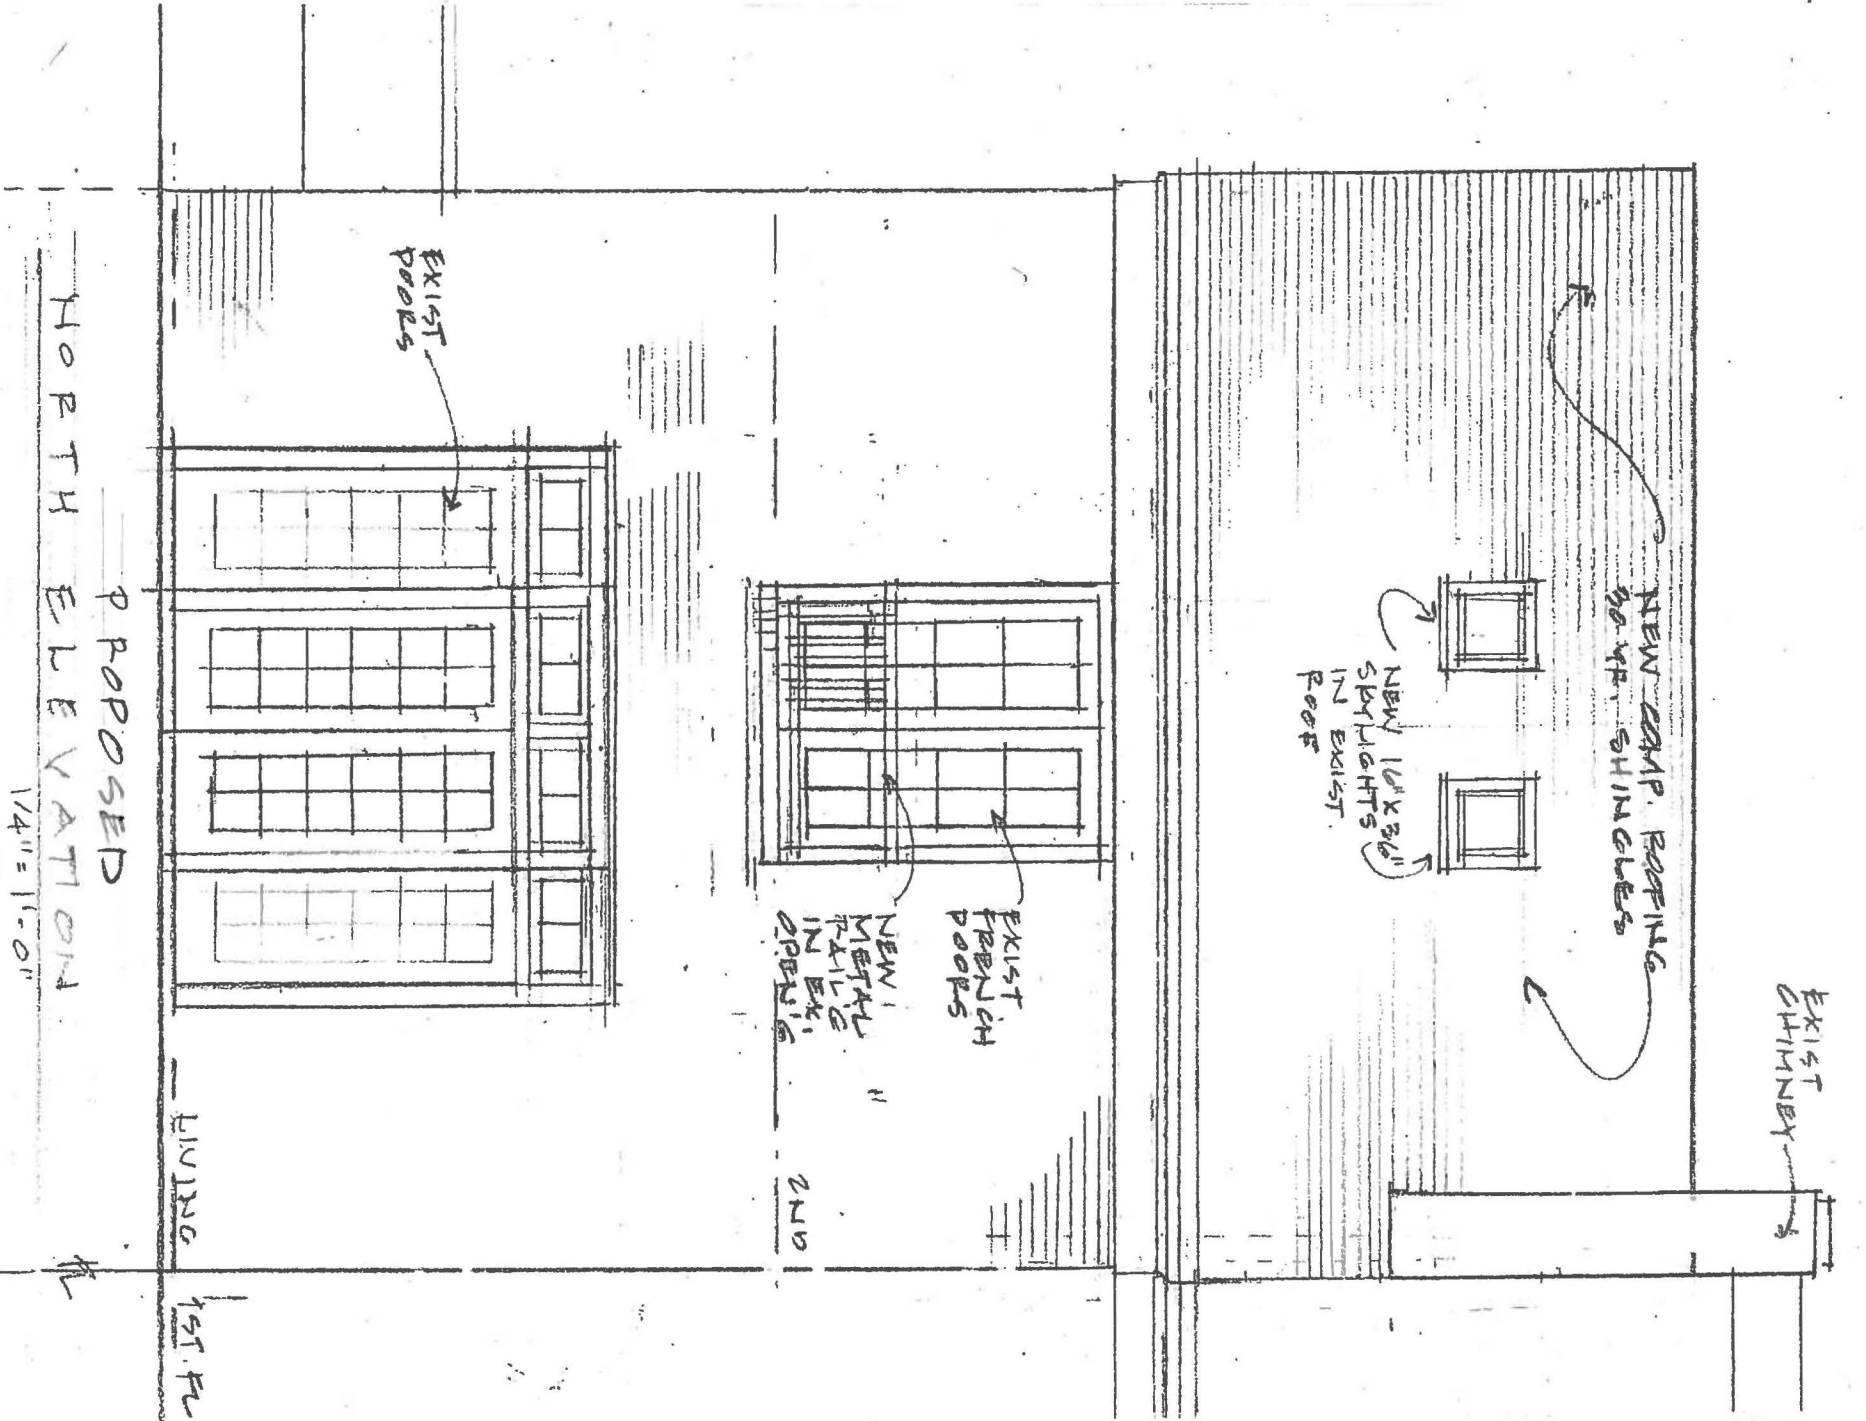 EXIST
CHIMNEY
NEW COMP. ROOFING
30 YR. SHINGLES
NEW 16" X 36"
SKYLIGHTS
IN EXIST.
ROOF
EXIST
FRENCH
DOORS
NEW
METAL
RAIL'G
IN EX.
OPEN'G
2ND
EXIST
DOORS
LIVING
1ST. FL
PROPOSED
NORTH ELEVATION
1/4" = 1'-0"